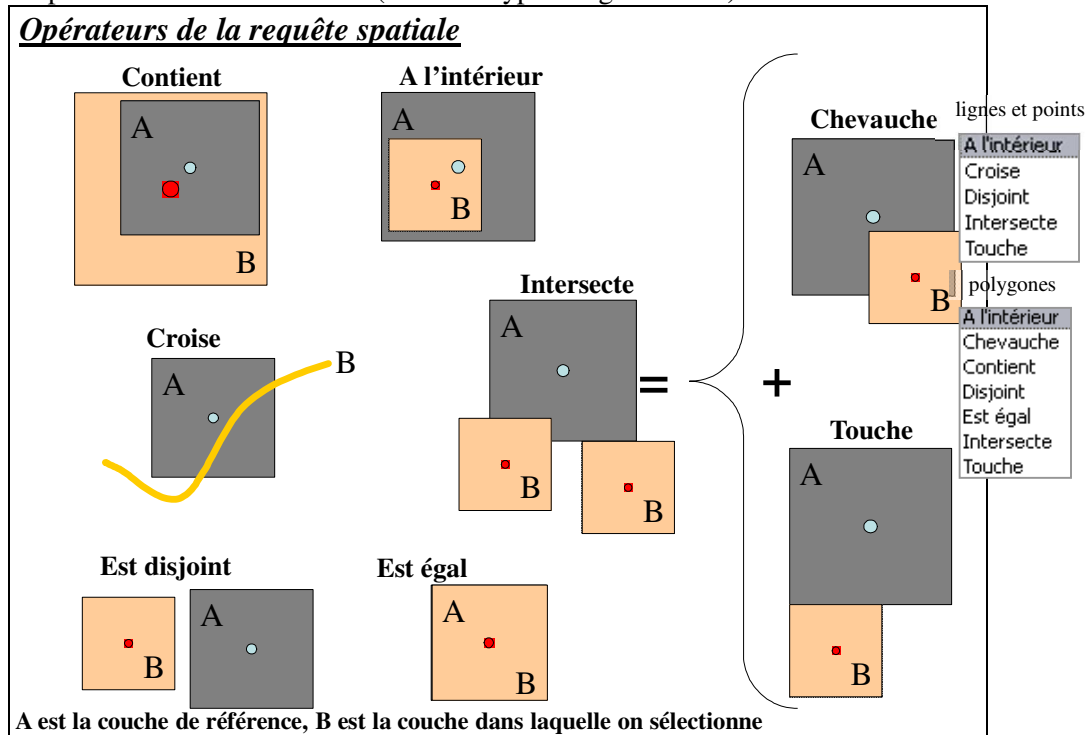 Opérateurs de la requête spatiale
Contient
A
B
A l'intérieur
A
B
Chevauche
A
B
lignes et points
A l'intérieur
Croise
Disjoint
Intersecte
Touche
polygones
A l'intérieur
Chevauche
Contient
Disjoint
Est égal
Intersecte
Touche
Intersecte
A
B
B
=
+
Croise
A
B
Touche
A
B
Est disjoint
B
A
Est égal
A
B
A est la couche de référence, B est la couche dans laquelle on sélectionne